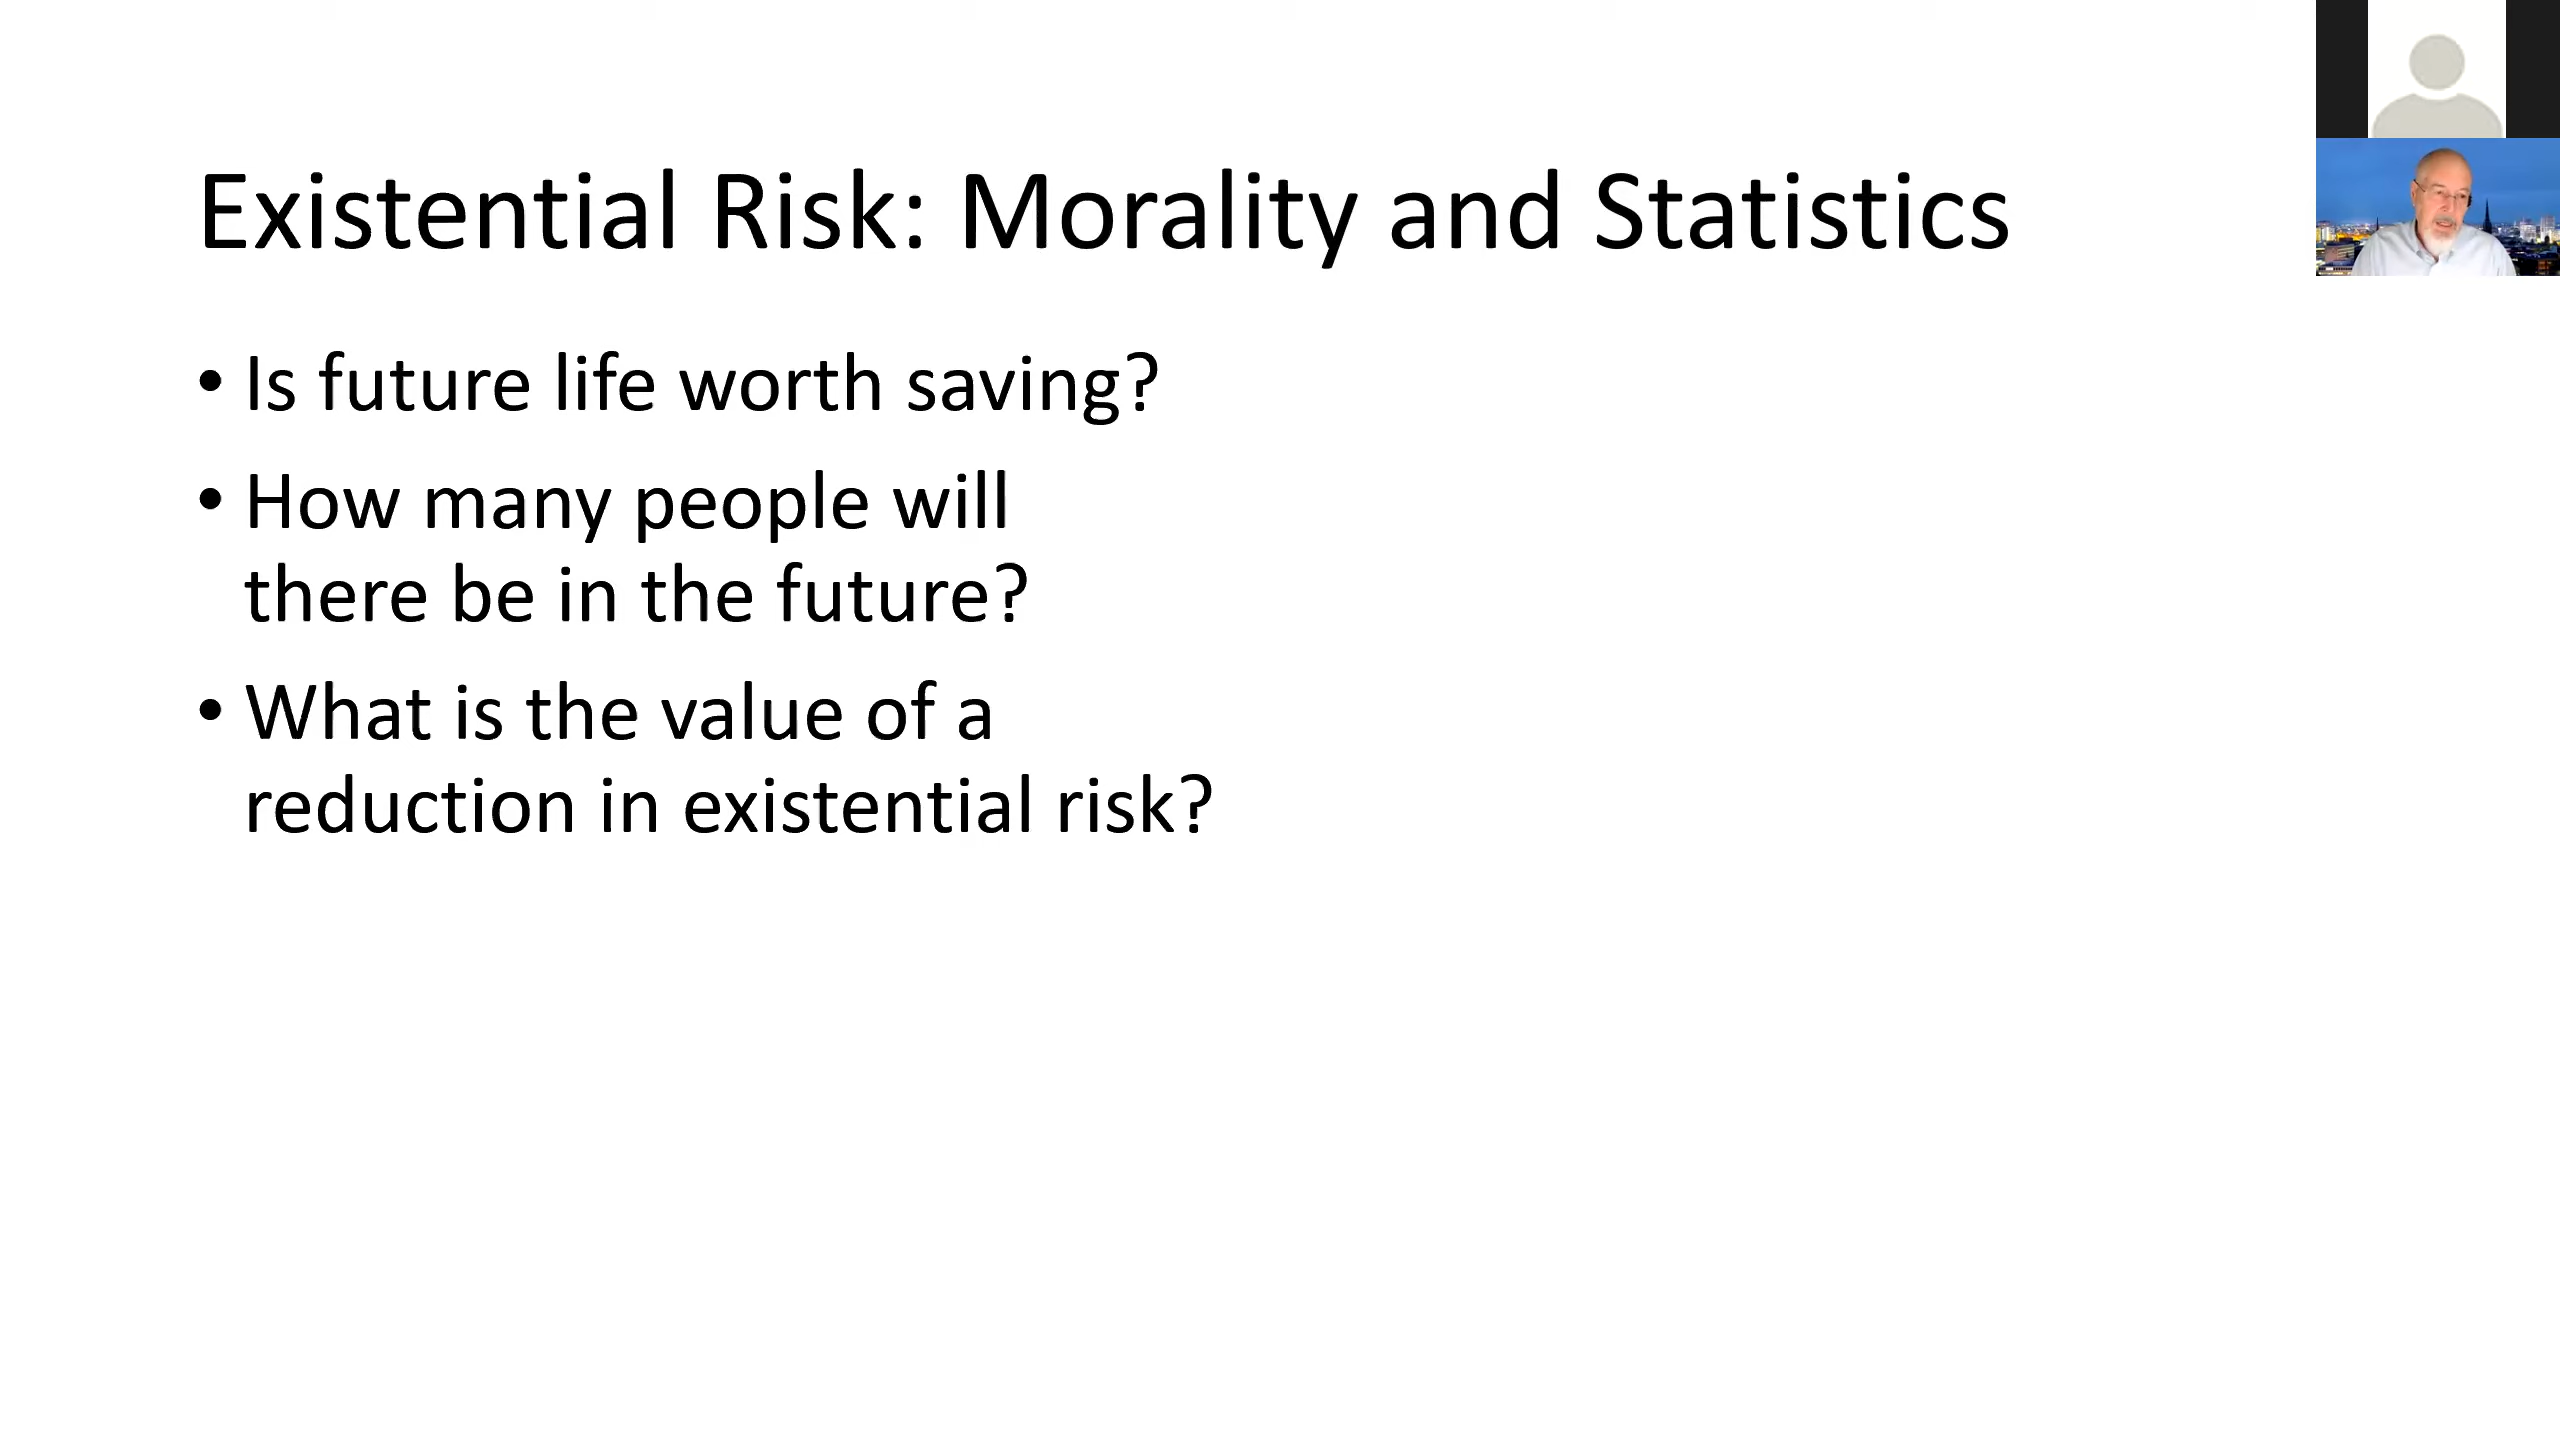 Existential Risk: Morality and Statistics
• Is future life worth saving?
• How many people will
there be in the future?
• What is the value of a
reduction in existential risk?